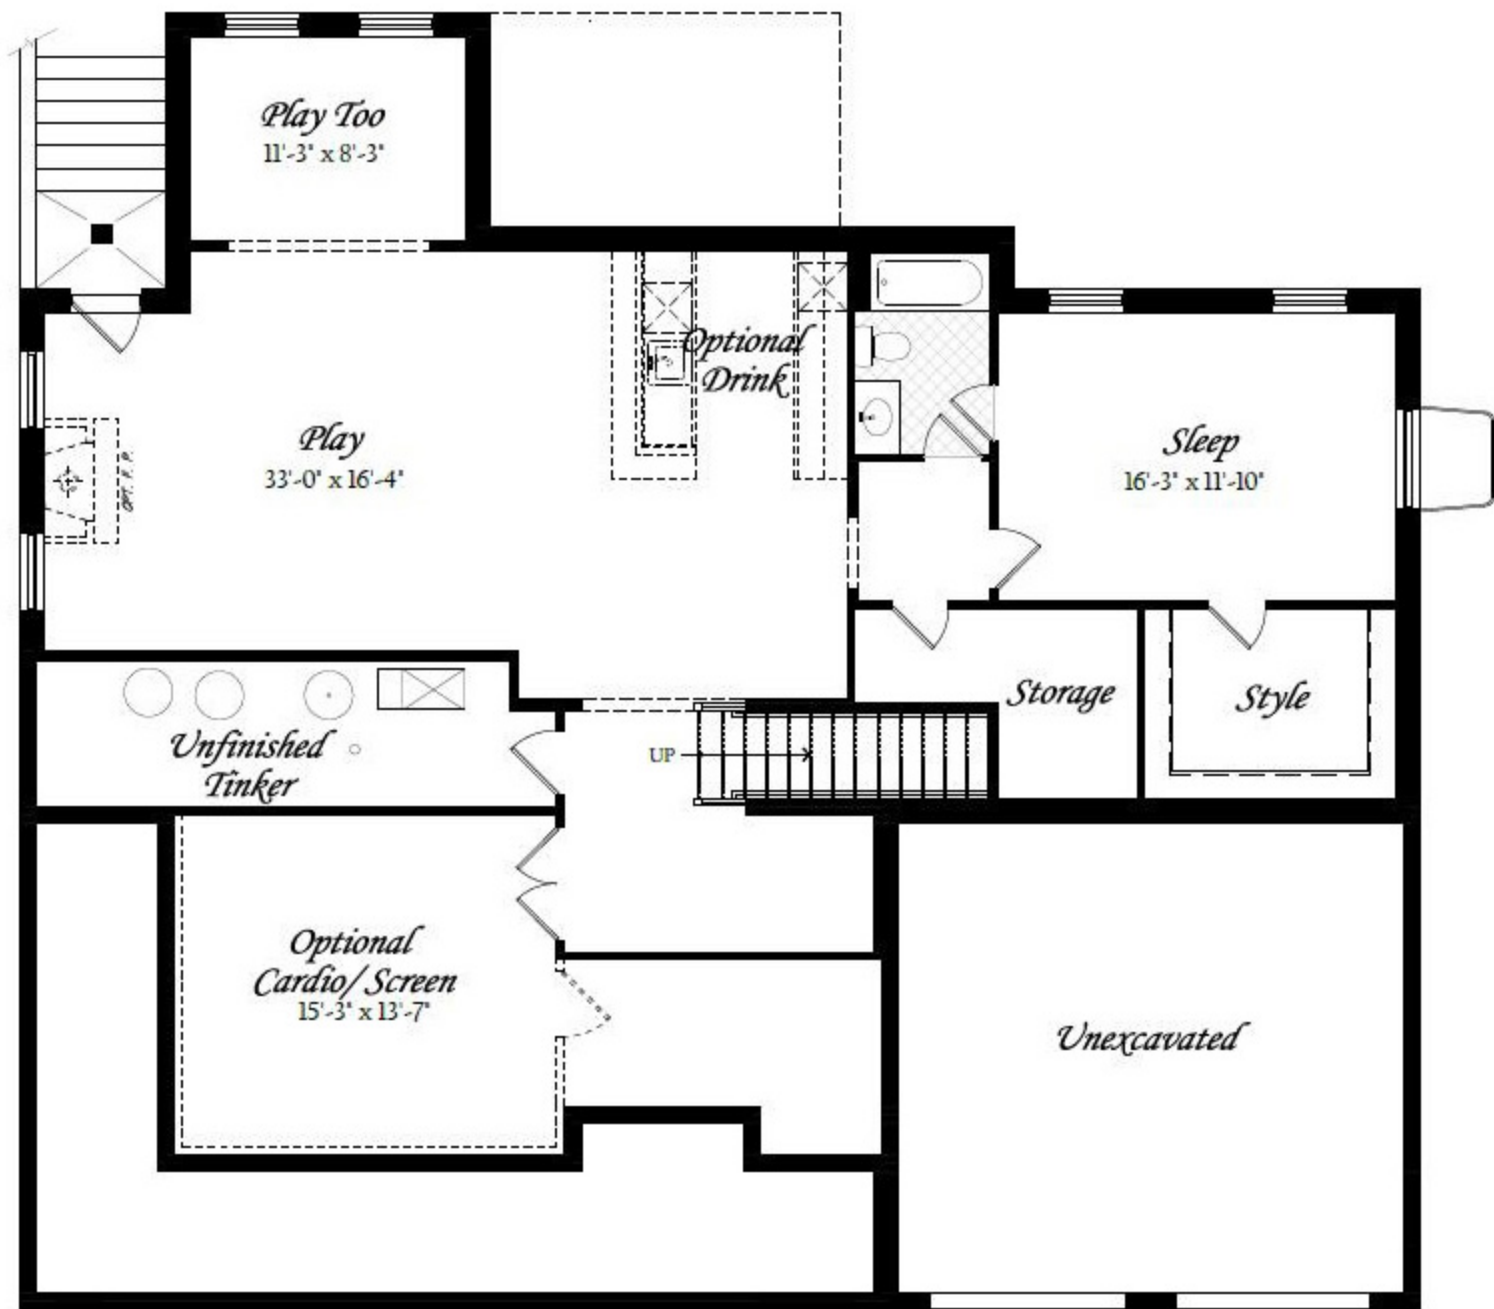 Play Too
11'-3" x 8'-3"
Optional
Drink
Play
33'-0" x 16'-4"
OPT. F. P.
Sleep
16'-3" x 11'-10"
Storage
Style
UP
Unfinished
Tinker
Optional
Cardio/Screen
15'-3" x 13'-7"
Unexcavated